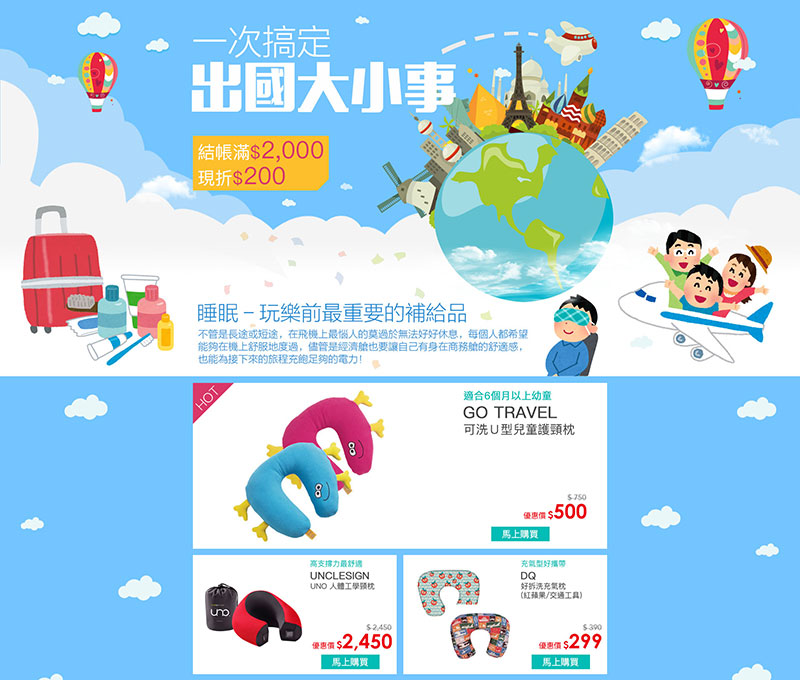 一次搞定
出國大小事
結帳滿$2,000
現折$200
睡眠 – 玩樂前最重要的補給品
不管是長途或短途，在飛機上最惱人的莫過於無法好好休息，每個人都希望
能夠在機上舒服地度過，儘管是經濟艙也要讓自己有身在商務艙的舒適感，
也能為接下來的旅程充飽足夠的電力！
HOT
適合6個月以上幼童
GO TRAVEL
可洗U型兒童護頸枕
$ 750
優惠價 $500
馬上購買
高支撐力最舒適
UNCLESIGN
UNO 人體工學頸枕
uno
$ 2,450
優惠價 $2,450
馬上購買
充氣型好攜帶
DQ
好拆洗充氣枕
(紅蘋果/交通工具)
$ 390
優惠價 $299
馬上購買